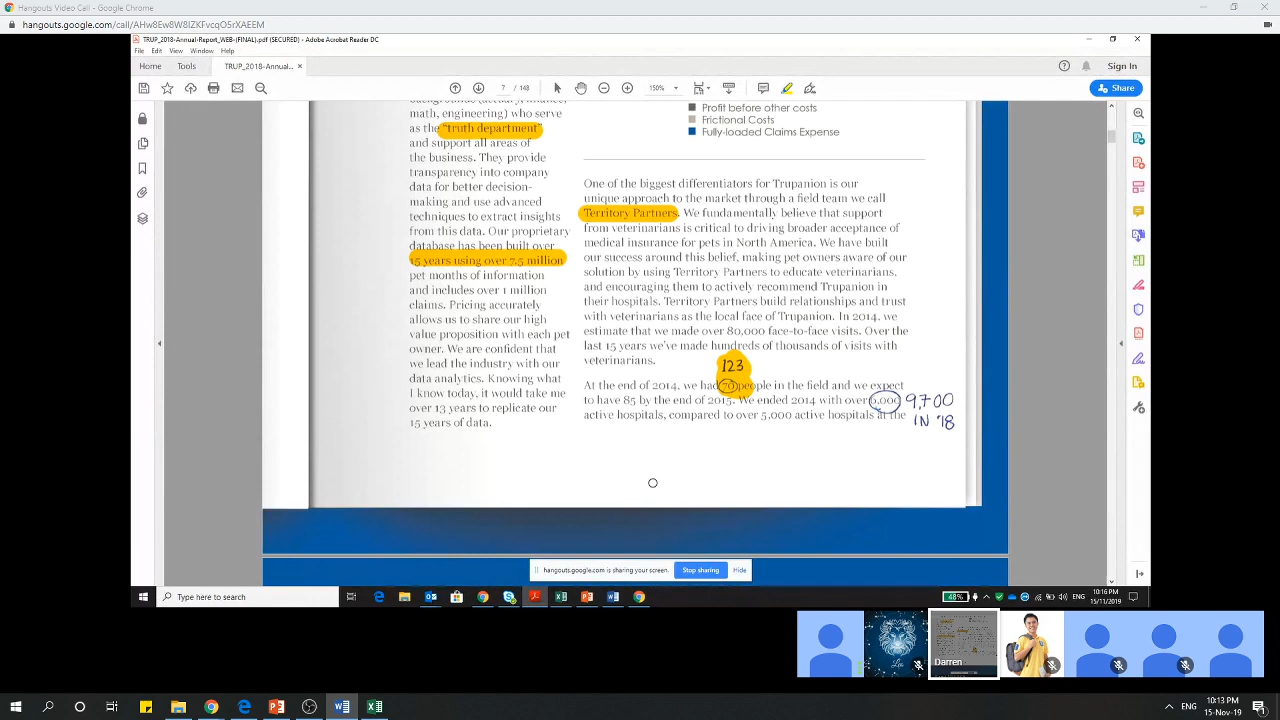 Hangouts Video Call - Google Chrome
hangouts.google.com/call/AHw8Ew8W8IZKFvcqO5rXAEEM
TRUP_2018-Annual-Report_WEB-(FINAL).pdf (SECURED) - Adobe Acrobat Reader DC
File Edit View Window Help
Home Tools TRUP_2018-Annual... × Sign In
7 / 148 150% Share
math, engineering) who serve
as the "truth department"
and support all areas of
the business. They provide
transparency into company
data for better decision-
making and use advanced
techniques to extract insights
from this data. Our proprietary
database has been built over
15 years using over 7.5 million
pet months of information
and includes over 1 million
claims. Pricing accurately
allows us to share our high
value proposition with each pet
owner. We are confident that
we lead the industry with our
data analytics. Knowing what
I know today, it would take me
over 13 years to replicate our
15 years of data.
Profit before other costs
Frictional Costs
Fully-loaded Claims Expense
One of the biggest differentiators for Trupanion is our
unique approach to the market through a field team we call
Territory Partners. We fundamentally believe that support
from veterinarians is critical to driving broader acceptance of
medical insurance for pets in North America. We have built
our success around this belief, making pet owners aware of our
solution by using Territory Partners to educate veterinarians,
and encouraging them to actively recommend Trupanion in
their hospitals. Territory Partners build relationships and trust
with veterinarians as the local face of Trupanion. In 2014, we
estimate that we made over 80,000 face-to-face visits. Over the
last 15 years we've made hundreds of thousands of visits with
veterinarians.
123
At the end of 2014, we had 70 people in the field and we expect
to have 85 by the end of 2015. We ended 2014 with over 6,000 9,700
active hospitals, compared to over 5,000 active hospitals at the IN '18
hangouts.google.com is sharing your screen. Stop sharing Hide
Type here to search
48% ENG 10:16 PM
15/11/2019
Darren
ENG 10:13 PM
15-Nov-19